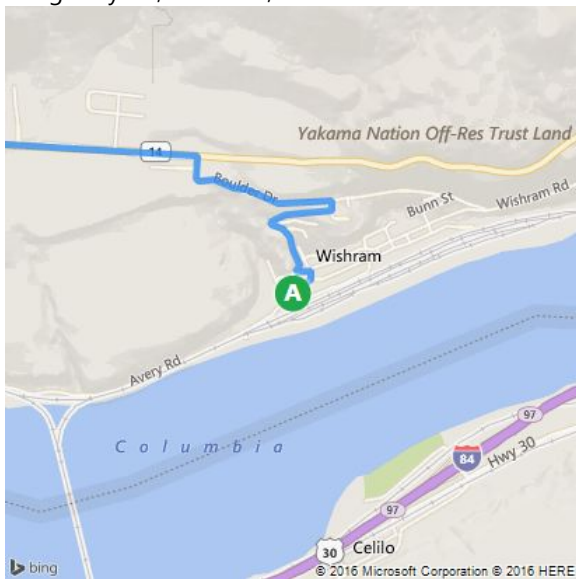 14
Yakama Nation Off-Res Trust Land
Boulder Dr
Bunn St
Wishram Rd
Wishram
A
Avery Rd
Columbia
97
84
Hwy 30
97
30
Celilo
bing
© 2016 Microsoft Corporation © 2016 HERE